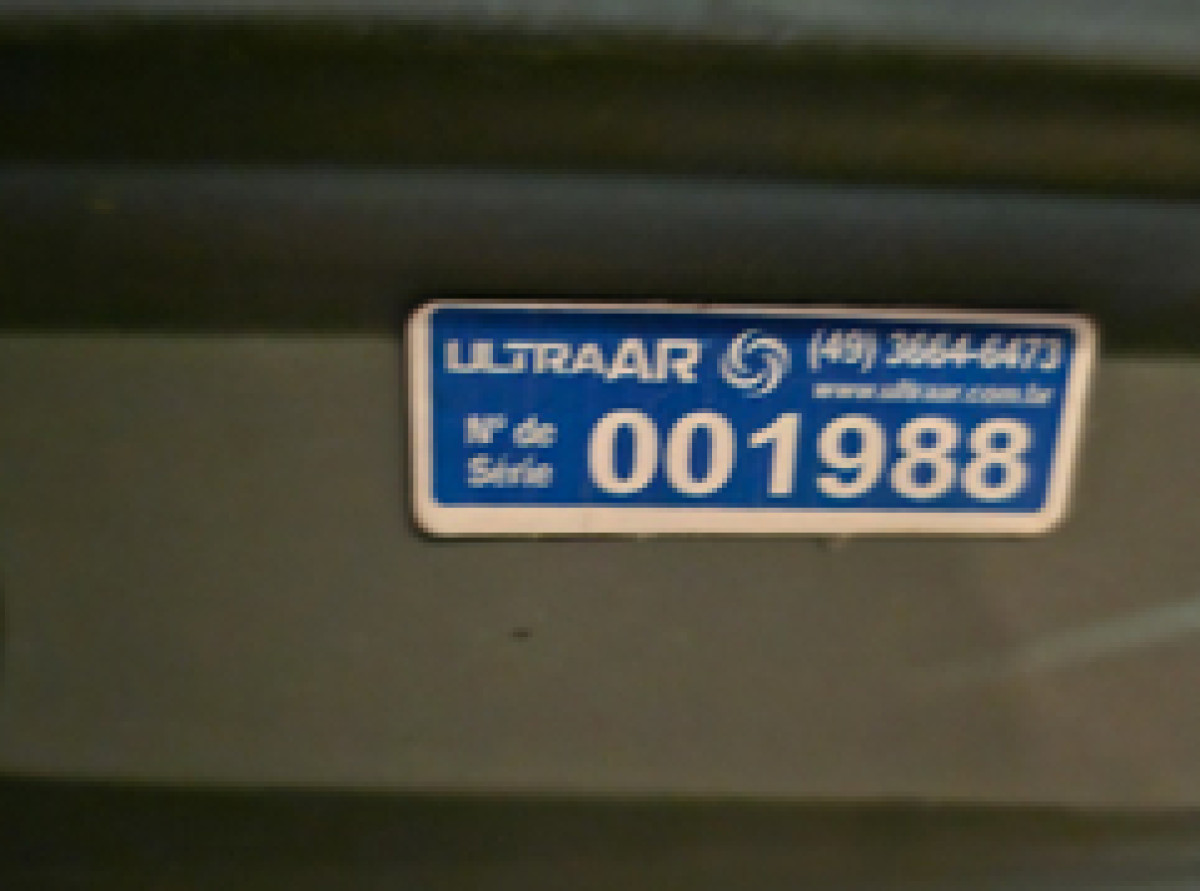 ULTRAAR (49) 3664-6473
www.ultraar.com.br
Nº de Série 001988